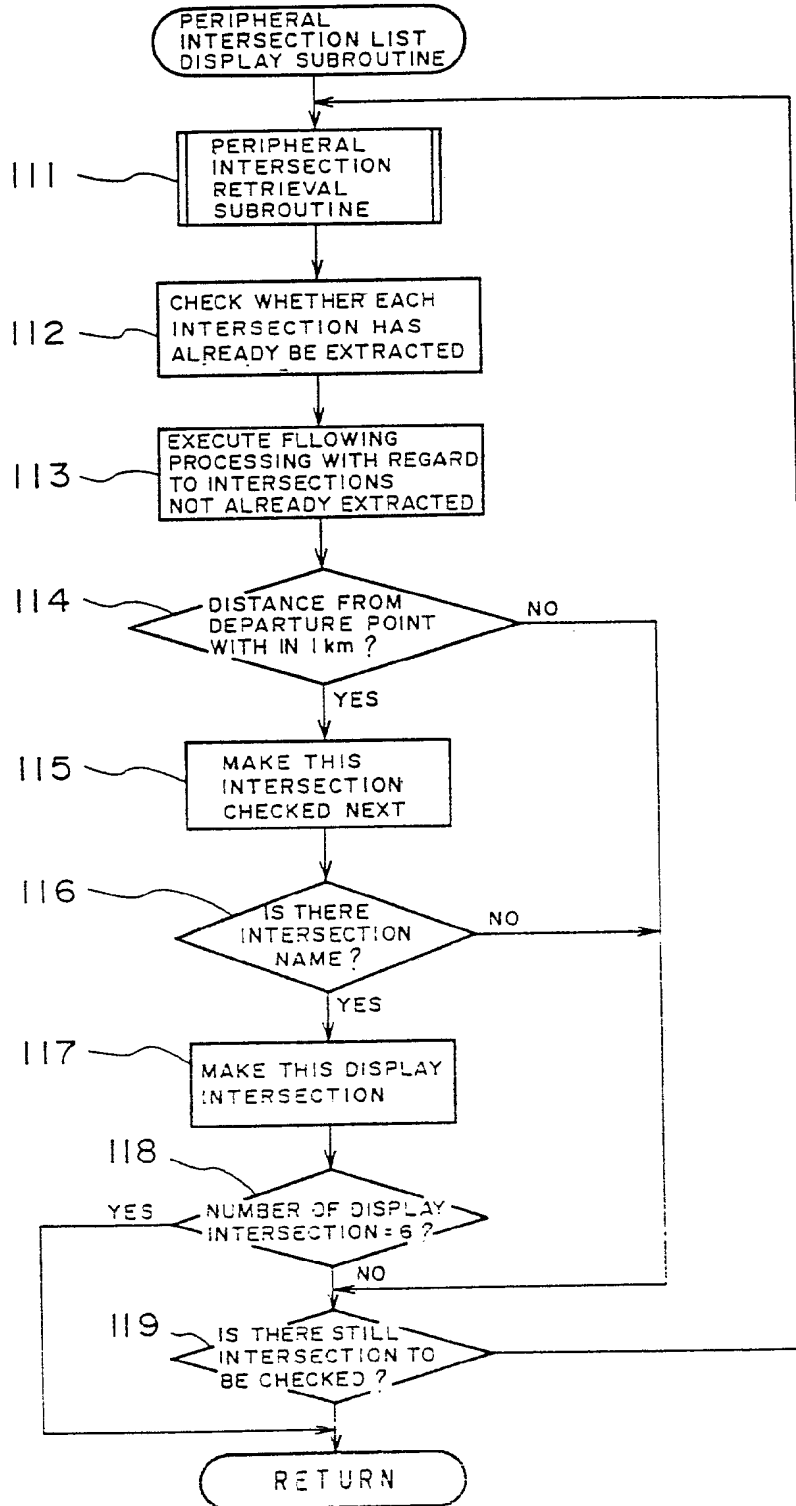 PERIPHERAL
INTERSECTION LIST
DISPLAY SUBROUTINE
111
PERIPHERAL
INTERSECTION
RETRIEVAL
SUBROUTINE
112
CHECK WHETHER EACH
INTERSECTION HAS
ALREADY BE EXTRACTED
113
EXECUTE FLLOWING
PROCESSING WITH REGARD
TO INTERSECTIONS
NOT ALREADY EXTRACTED
114
DISTANCE FROM
DEPARTURE POINT
WITH IN 1 km ?
NO
YES
115
MAKE THIS
INTERSECTION
CHECKED NEXT
116
IS THERE
INTERSECTION
NAME ?
NO
YES
117
MAKE THIS DISPLAY
INTERSECTION
118
YES
NUMBER OF DISPLAY
INTERSECTION = 6 ?
NO
119
IS THERE STILL
INTERSECTION TO
BE CHECKED ?
RETURN